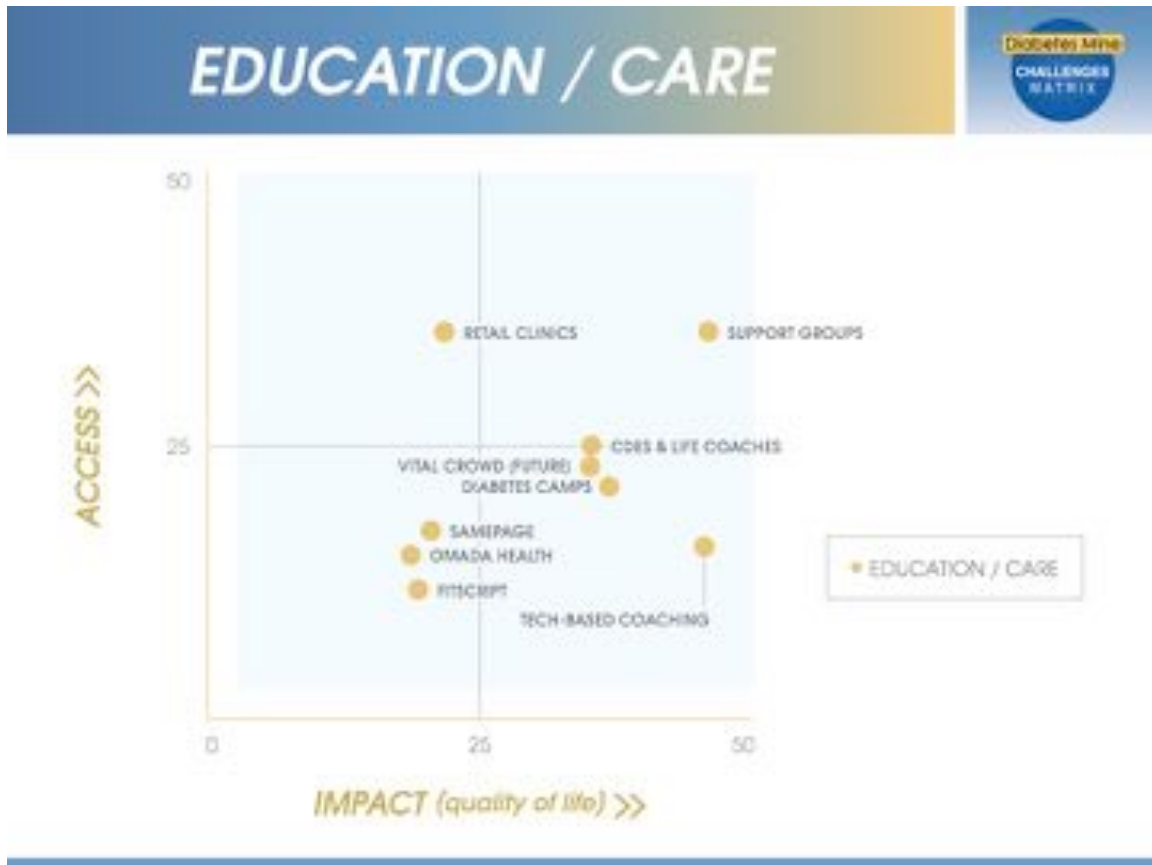 EDUCATION / CARE
Diabetes Mine
CHALLENGES
MATRIX
50
RETAIL CLINICS
SUPPORT GROUPS
ACCESS >>
25
CDES & LIFE COACHES
VITAL CROWD (FUTURE)
DIABETES CAMPS
SAMEPAGE
OMADA HEALTH
FITSCRIPT
TECH-BASED COACHING
EDUCATION / CARE
0
25
50
IMPACT (quality of life) >>